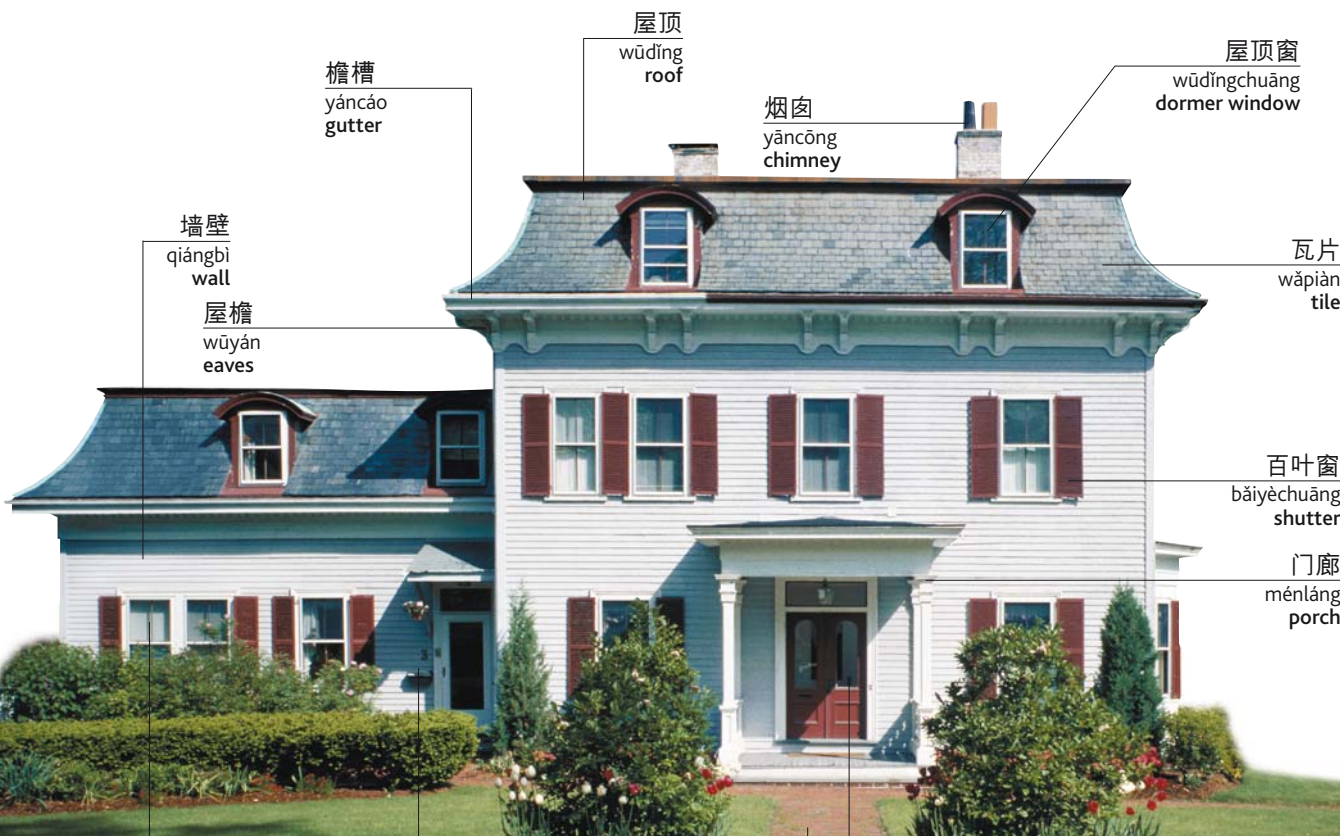 屋顶
wūdǐng
roof
屋顶窗
wūdǐngchuāng
dormer window
檐槽
yáncáo
gutter
烟囱
yāncōng
chimney
墙壁
qiángbì
wall
瓦片
wǎpiàn
tile
屋檐
wūyán
eaves
百叶窗
bǎiyèchuāng
shutter
门廊
ménláng
porch
3